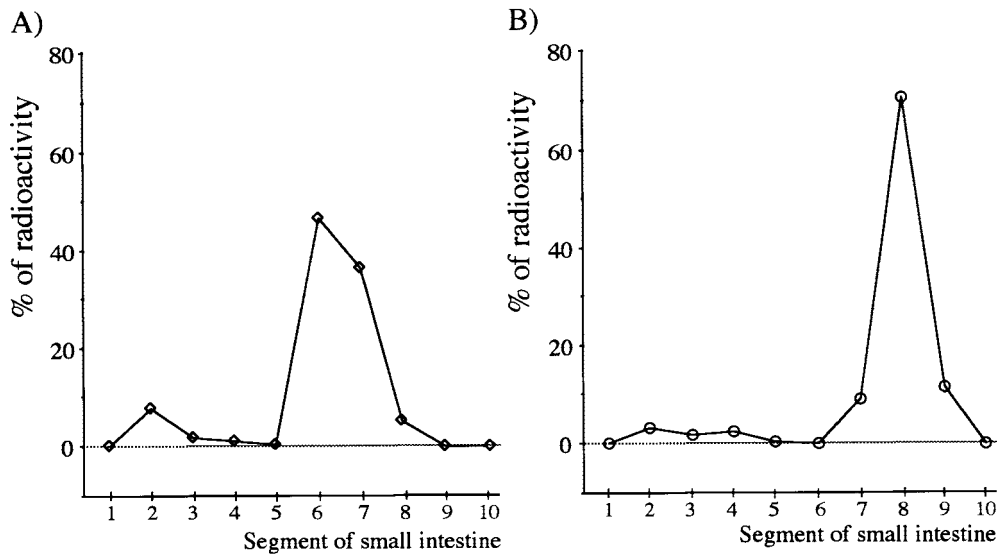 A)
% of radioactivity
80
60
40
20
0
1 2 3 4 5 6 7 8 9 10
Segment of small intestine
B)
% of radioactivity
80
60
40
20
0
1 2 3 4 5 6 7 8 9 10
Segment of small intestine